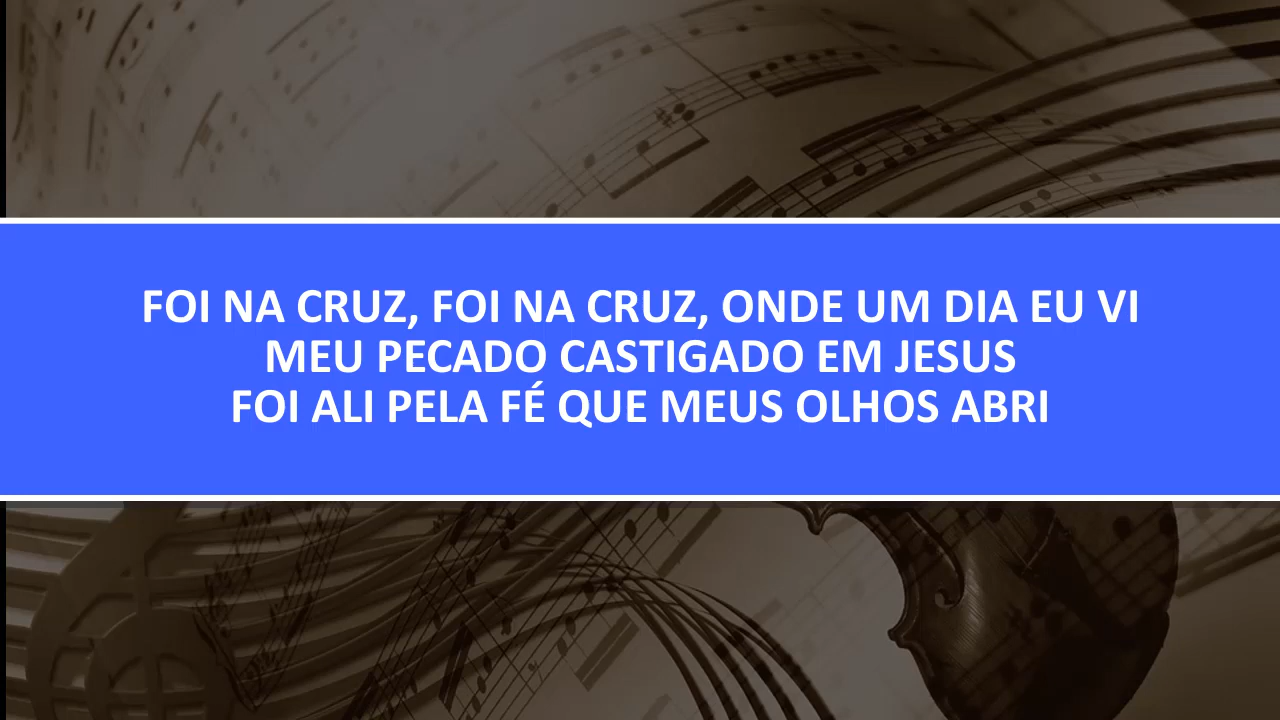 FOI NA CRUZ, FOI NA CRUZ, ONDE UM DIA EU VI
MEU PECADO CASTIGADO EM JESUS
FOI ALI PELA FÉ QUE MEUS OLHOS ABRI